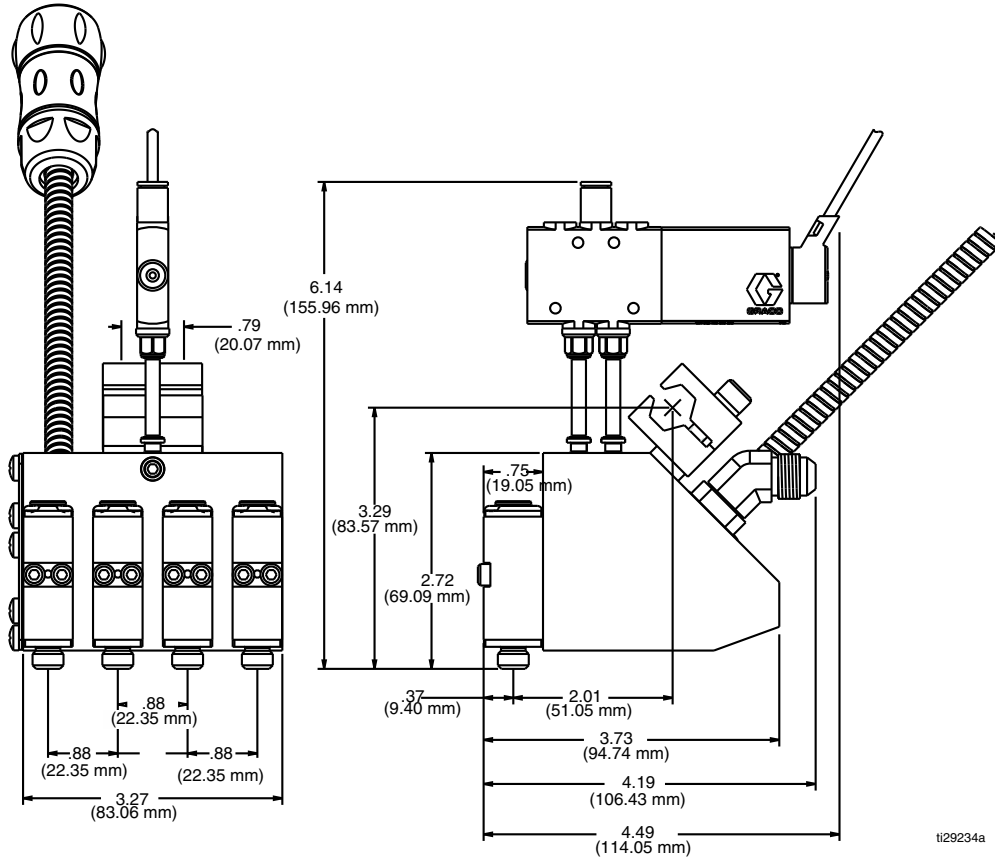 6.14
(155.96 mm)
.79
(20.07 mm)
GRACO
.75
(19.05 mm)
3.29
(83.57 mm)
2.72
(69.09 mm)
.37
(9.40 mm)
2.01
(51.05 mm)
.88
(22.35 mm)
.88
(22.35 mm)
.88
(22.35 mm)
3.73
(94.74 mm)
4.19
(106.43 mm)
3.27
(83.06 mm)
4.49
(114.05 mm)
ti29234a